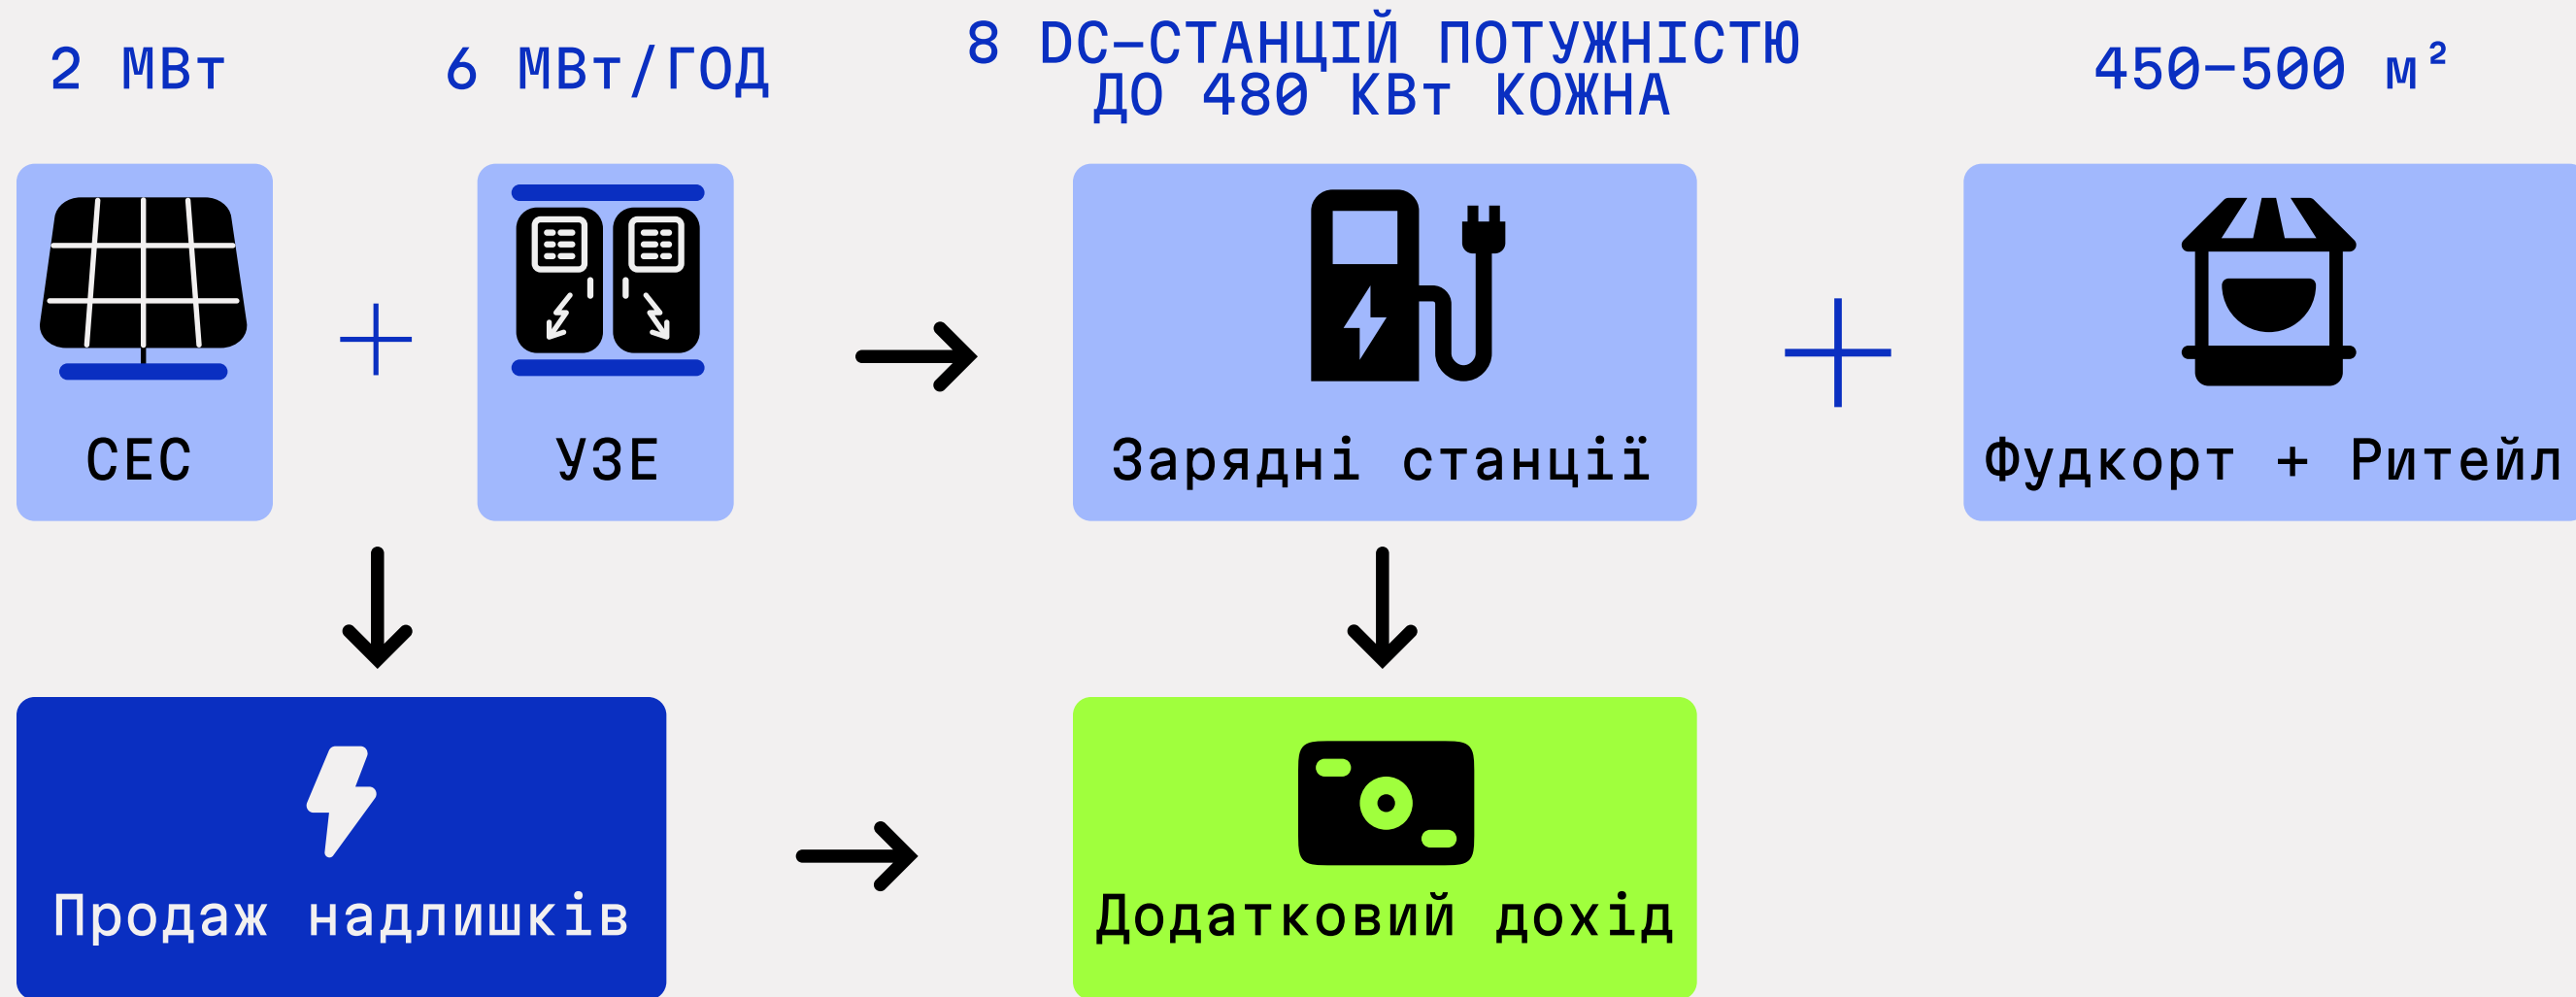 2 МВт
6 МВт/ГОД
8 DC–СТАНЦІЙ ПОТУЖНІСТЮ
ДО 480 КВт КОЖНА
450–500 м²
СЕС
+
УЗЕ
Зарядні станції
+
Фудкорт + Ритейл
Продаж надлишків
Додатковий дохід